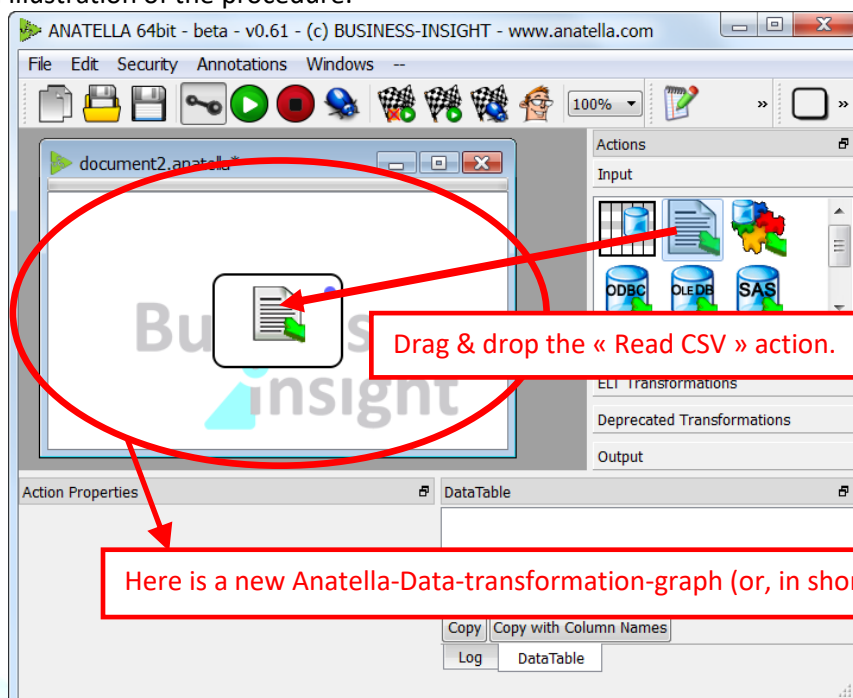 illustration of the procedure:
ANATELLA 64bit - beta - v0.61 - (c) BUSINESS-INSIGHT - www.anatella.com
File Edit Security Annotations Windows --
100% » »
Actions
document2.anatella*
Input
ODBC OLE DB SAS
Bu s
Drag & drop the « Read CSV » action.
insight
ELT Transformations
Deprecated Transformations
Output
Action Properties
DataTable
Here is a new Anatella-Data-transformation-graph (or, in shor
Copy Copy with Column Names
Log DataTable